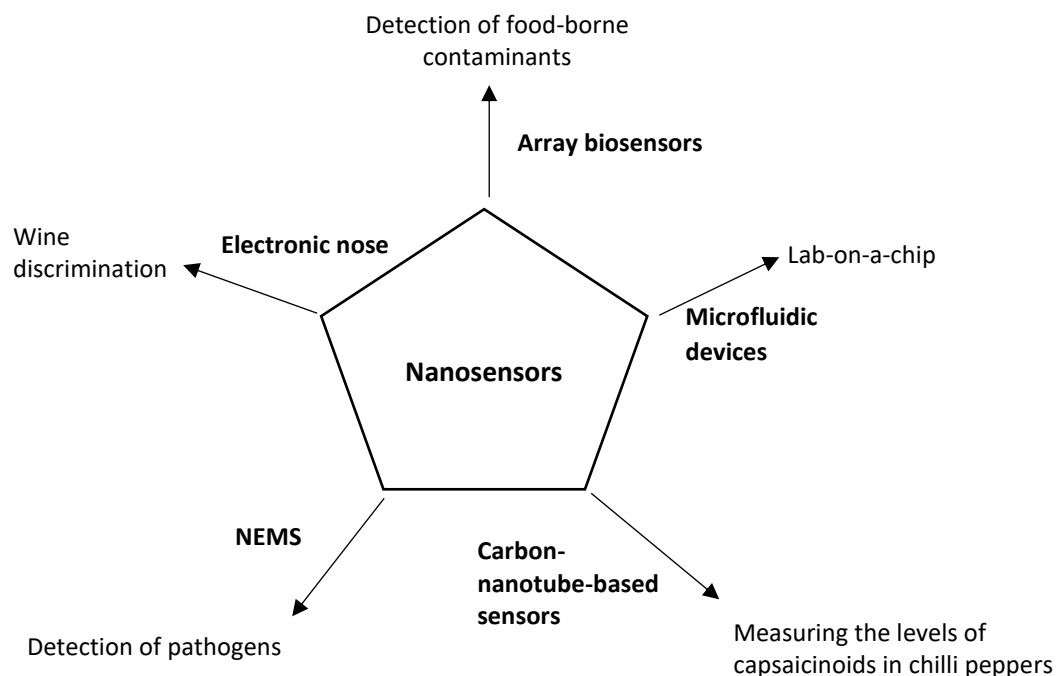 Detection of food-borne
contaminants
Array biosensors
Wine
discrimination
Electronic nose
Lab-on-a-chip
Microfluidic
devices
Nanosensors
NEMS
Carbon-
nanotube-based
sensors
Detection of pathogens
Measuring the levels of
capsaicinoids in chilli peppers